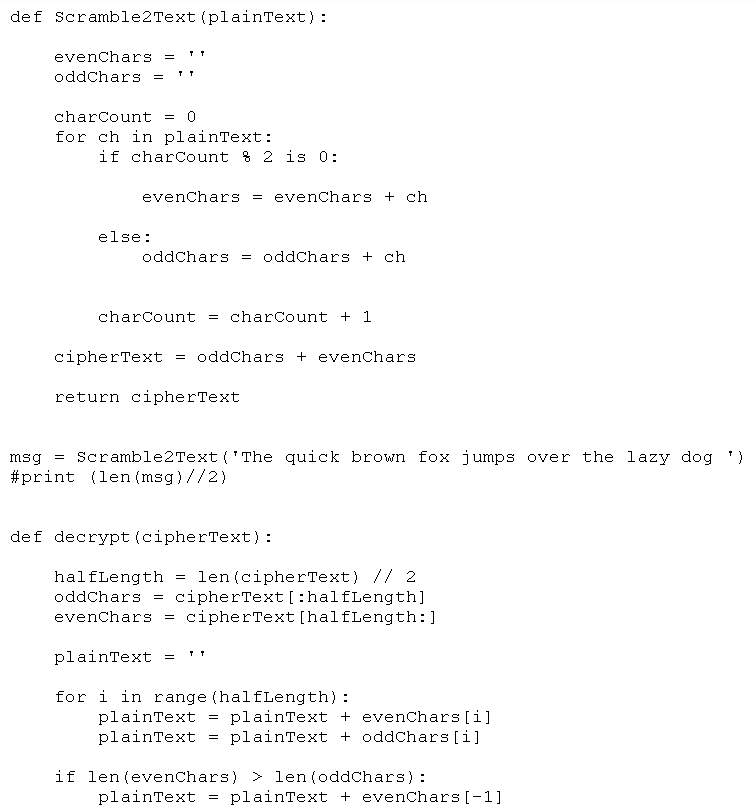 def Scramble2Text(plainText):
    evenChars = ''
    oddChars = ''
    charCount = 0
    for ch in plainText:
        if charCount % 2 is 0:
            evenChars = evenChars + ch
        else:
            oddChars = oddChars + ch
        charCount = charCount + 1
    cipherText = oddChars + evenChars
    return cipherText
msg = Scramble2Text('The quick brown fox jumps over the lazy dog ')
#print (len(msg)//2)
def decrypt(cipherText):
    halfLength = len(cipherText) // 2
    oddChars = cipherText[:halfLength]
    evenChars = cipherText[halfLength:]
    plainText = ''
    for i in range(halfLength):
        plainText = plainText + evenChars[i]
        plainText = plainText + oddChars[i]
    if len(evenChars) > len(oddChars):
        plainText = plainText + evenChars[-1]